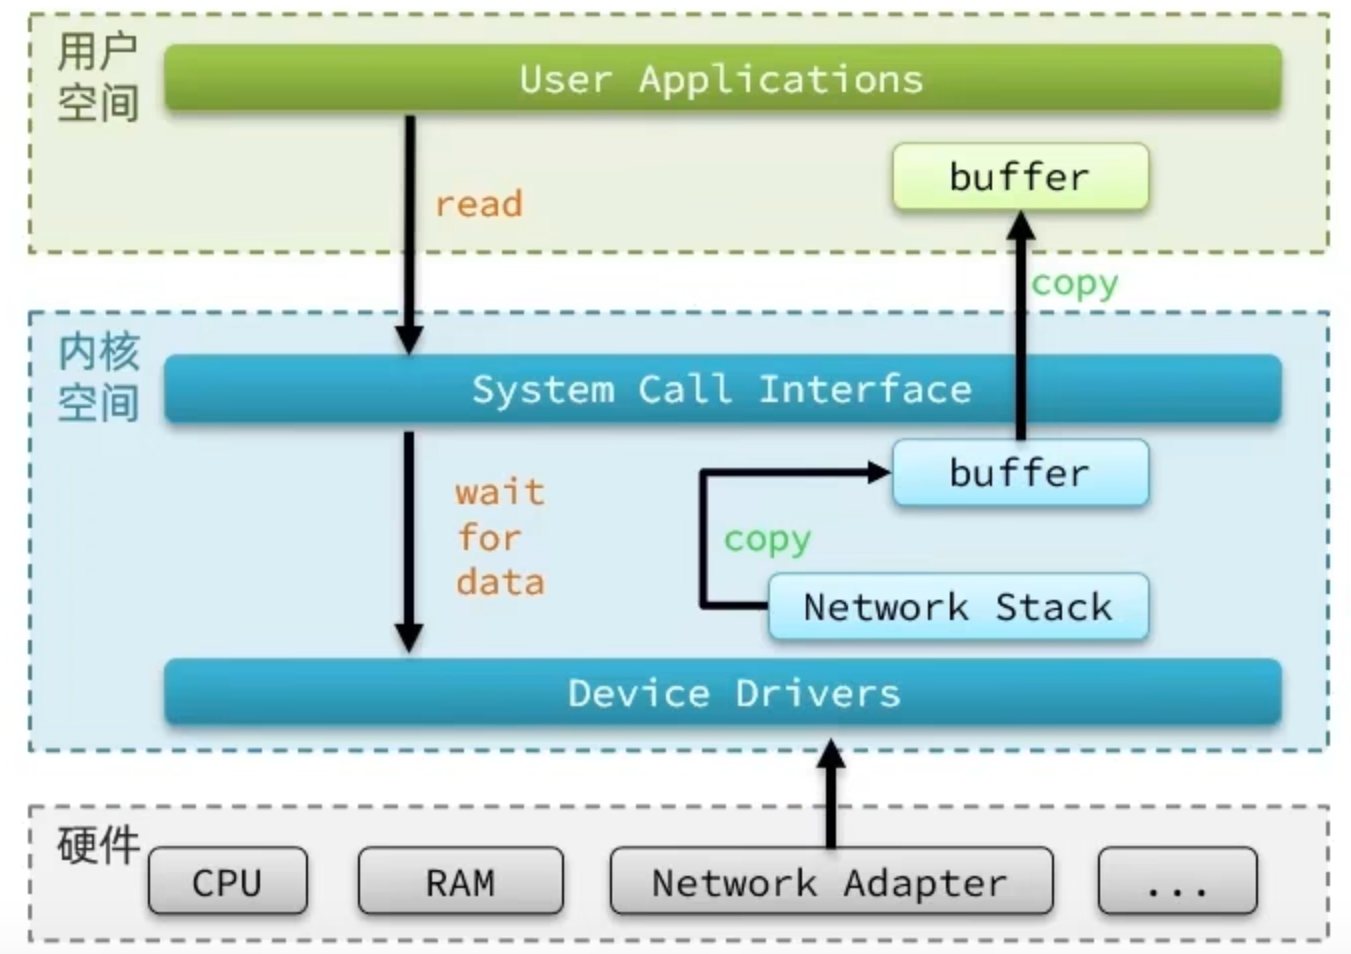 用户
空间
User Applications
buffer
read
copy
内核
空间
System Call Interface
buffer
wait
for
data
copy
Network Stack
Device Drivers
硬件
CPU
RAM
Network Adapter
...